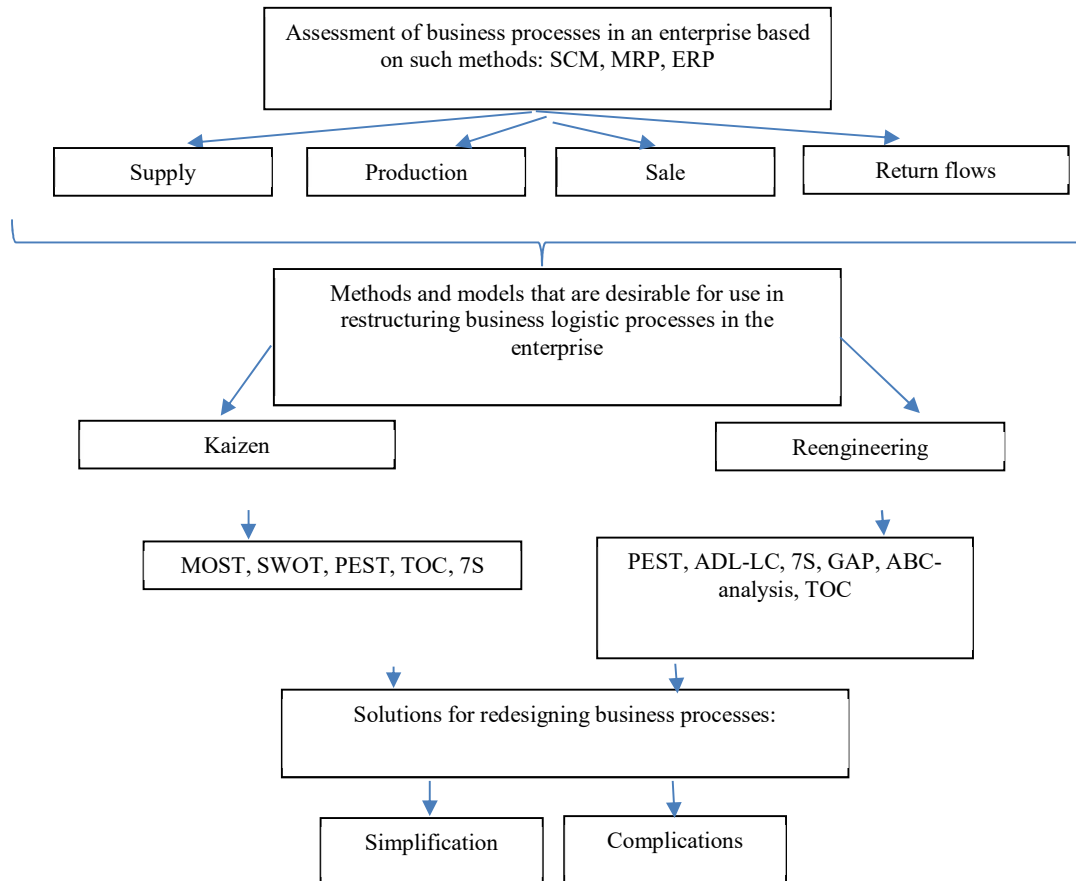 Assessment of business processes in an enterprise based
on such methods: SCM, MRP, ERP
Supply
Production
Sale
Return flows
Methods and models that are desirable for use in
restructuring business logistic processes in the
enterprise
Kaizen
Reengineering
MOST, SWOT, PEST, TOC, 7S
PEST, ADL-LC, 7S, GAP, ABC-
analysis, TOC
Solutions for redesigning business processes:
Simplification
Complications